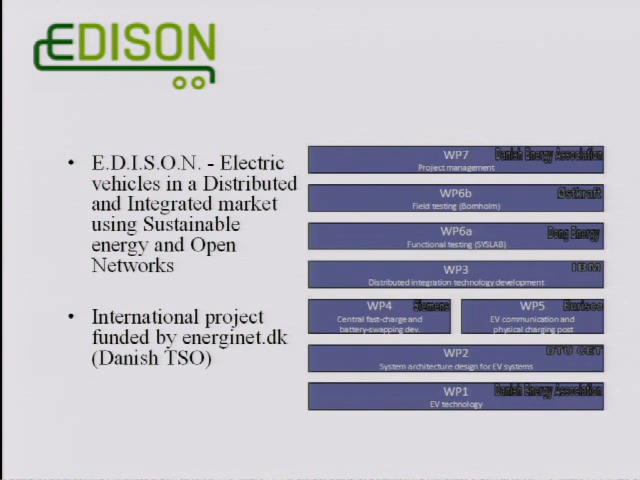 EDISON
• E.D.I.S.O.N. - Electric
vehicles in a Distributed
and Integrated market
using Sustainable
energy and Open
Networks
• International project
funded by energinet.dk
(Danish TSO)
WP7 Danish Energy Association
Project management
WP6b Østkraft
Field testing (Bornholm)
WP6a Dong Energy
Functional testing (SYSLAB)
WP3 IBM
Distributed integration technology development
WP4 Siemens
Central fast-charge and
battery-swapping dev.
WP5 Eurisco
EV communication and
physical charging post
WP2 DTU CET
System architecture design for EV systems
WP1 Danish Energy Association
EV technology